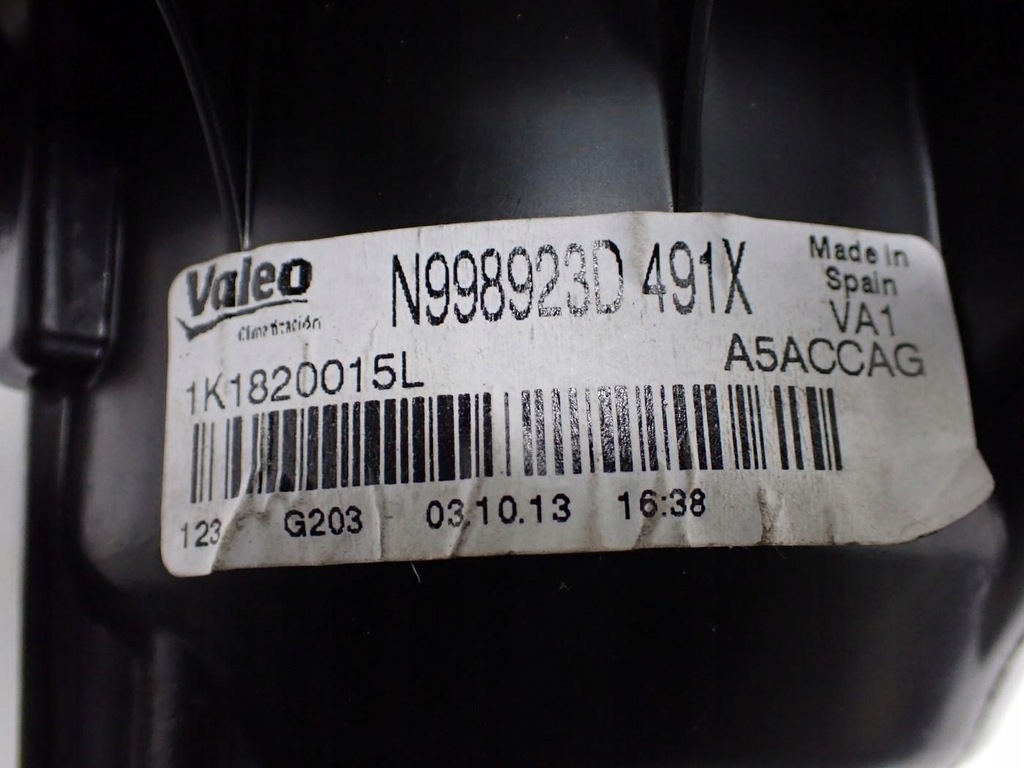 Valeo
Climatización
N998923D 491X
Made in
Spain
VA1
1K1820015L
A5ACCAG
123 G203 03.10.13 16:38